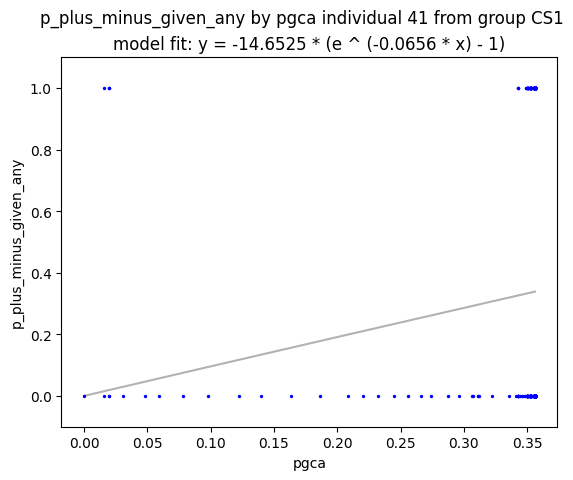 p_plus_minus_given_any by pgca individual 41 from group CS1
model fit: y = -14.6525 * (e ^ (-0.0656 * x) - 1)
1.0
0.8
0.6
0.4
0.2
0.0
p_plus_minus_given_any
0.00 0.05 0.10 0.15 0.20 0.25 0.30 0.35
pgca